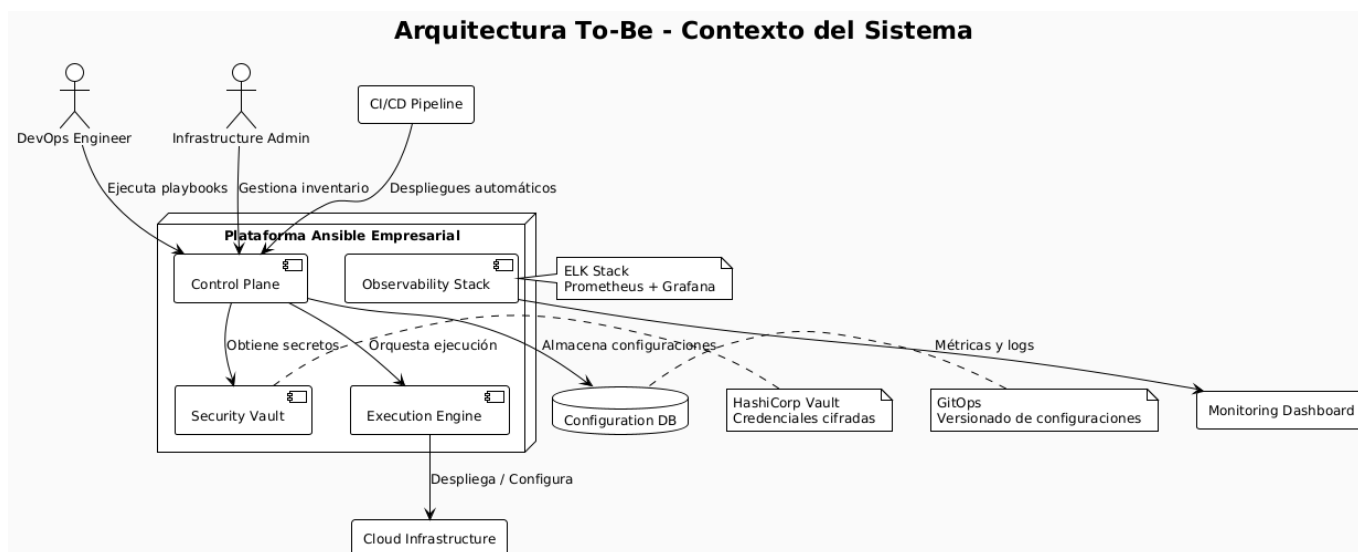 Arquitectura To-Be - Contexto del Sistema
CI/CD Pipeline
DevOps Engineer
Infrastructure Admin
Ejecuta playbooks
Gestiona inventario
Despliegues automáticos
Plataforma Ansible Empresarial
Control Plane
Observability Stack
ELK Stack
Prometheus + Grafana
Obtiene secretos
Orquesta ejecución
Almacena configuraciones
Métricas y logs
Security Vault
Execution Engine
Configuration DB
HashiCorp Vault
Credenciales cifradas
GitOps
Versionado de configuraciones
Monitoring Dashboard
Despliega / Configura
Cloud Infrastructure